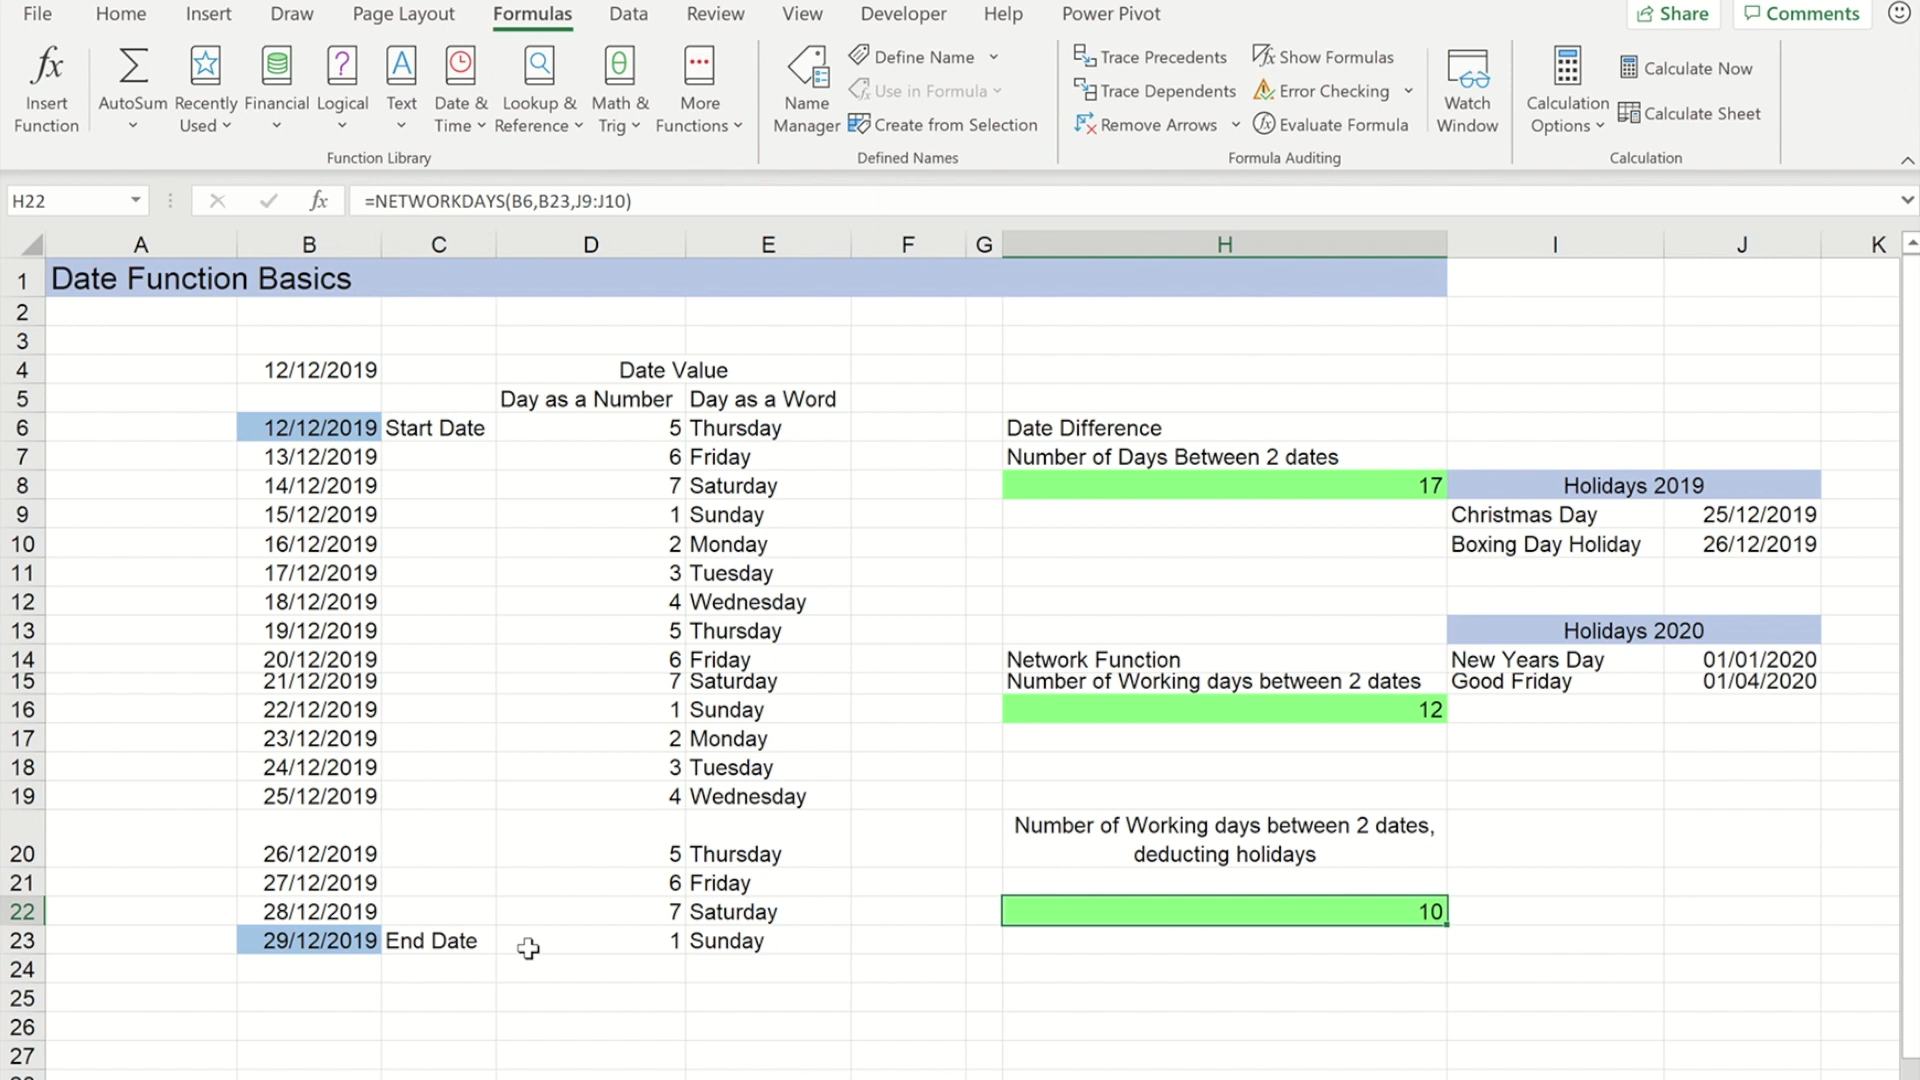 File Home Insert Draw Page Layout Formulas Data Review View Developer Help Power Pivot Share Comments
Insert Function AutoSum Recently Used Financial Logical Text Date & Time Lookup & Reference Math & Trig More Functions
Function Library
Name Manager Define Name Use in Formula Create from Selection
Defined Names
Trace Precedents Trace Dependents Remove Arrows Show Formulas Error Checking Evaluate Formula
Formula Auditing
Watch Window
Calculation Options Calculate Now Calculate Sheet
Calculation
H22 fx =NETWORKDAYS(B6,B23,J9:J10)
A B C D E F G H I J K
1 Date Function Basics
2
3
4 12/12/2019 Date Value
5 Day as a Number Day as a Word
6 12/12/2019 Start Date 5 Thursday Date Difference
7 13/12/2019 6 Friday Number of Days Between 2 dates
8 14/12/2019 7 Saturday 17 Holidays 2019
9 15/12/2019 1 Sunday Christmas Day 25/12/2019
10 16/12/2019 2 Monday Boxing Day Holiday 26/12/2019
11 17/12/2019 3 Tuesday
12 18/12/2019 4 Wednesday
13 19/12/2019 5 Thursday Holidays 2020
14 20/12/2019 6 Friday Network Function New Years Day 01/01/2020
15 21/12/2019 7 Saturday Number of Working days between 2 dates Good Friday 01/04/2020
16 22/12/2019 1 Sunday 12
17 23/12/2019 2 Monday
18 24/12/2019 3 Tuesday
19 25/12/2019 4 Wednesday
Number of Working days between 2 dates,
20 26/12/2019 5 Thursday deducting holidays
21 27/12/2019 6 Friday
22 28/12/2019 7 Saturday 10
23 29/12/2019 End Date 1 Sunday
24
25
26
27